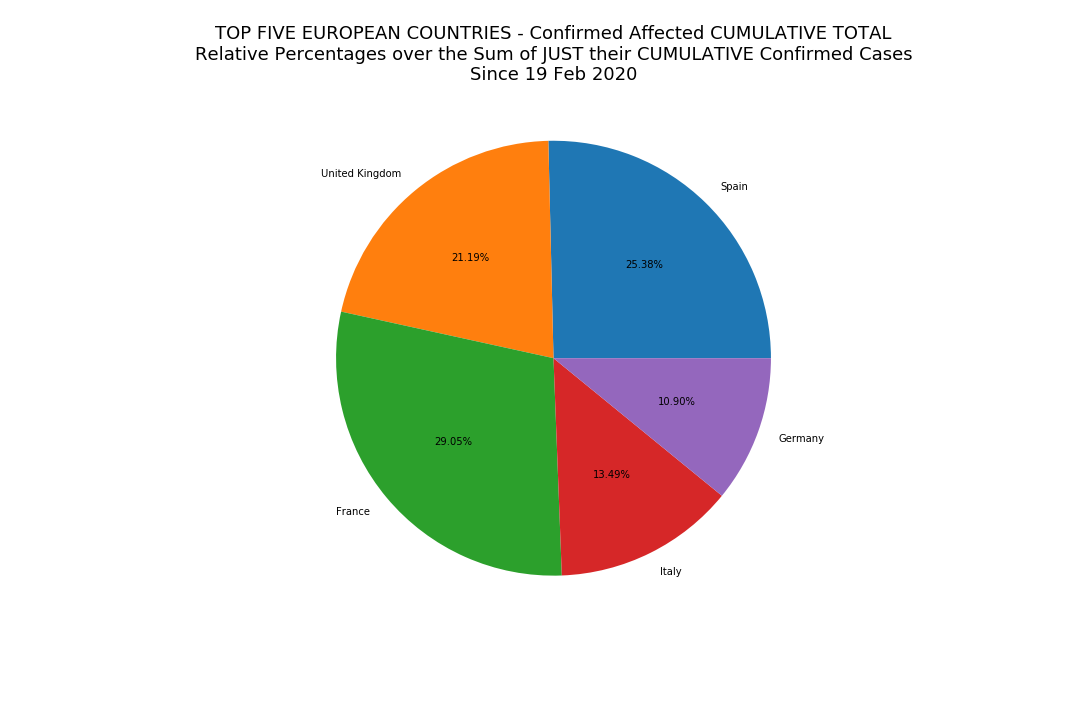 TOP FIVE EUROPEAN COUNTRIES - Confirmed Affected CUMULATIVE TOTAL
Relative Percentages over the Sum of JUST their CUMULATIVE Confirmed Cases
Since 19 Feb 2020
United Kingdom
Spain
21.19%
25.38%
10.90%
Germany
29.05%
13.49%
France
Italy